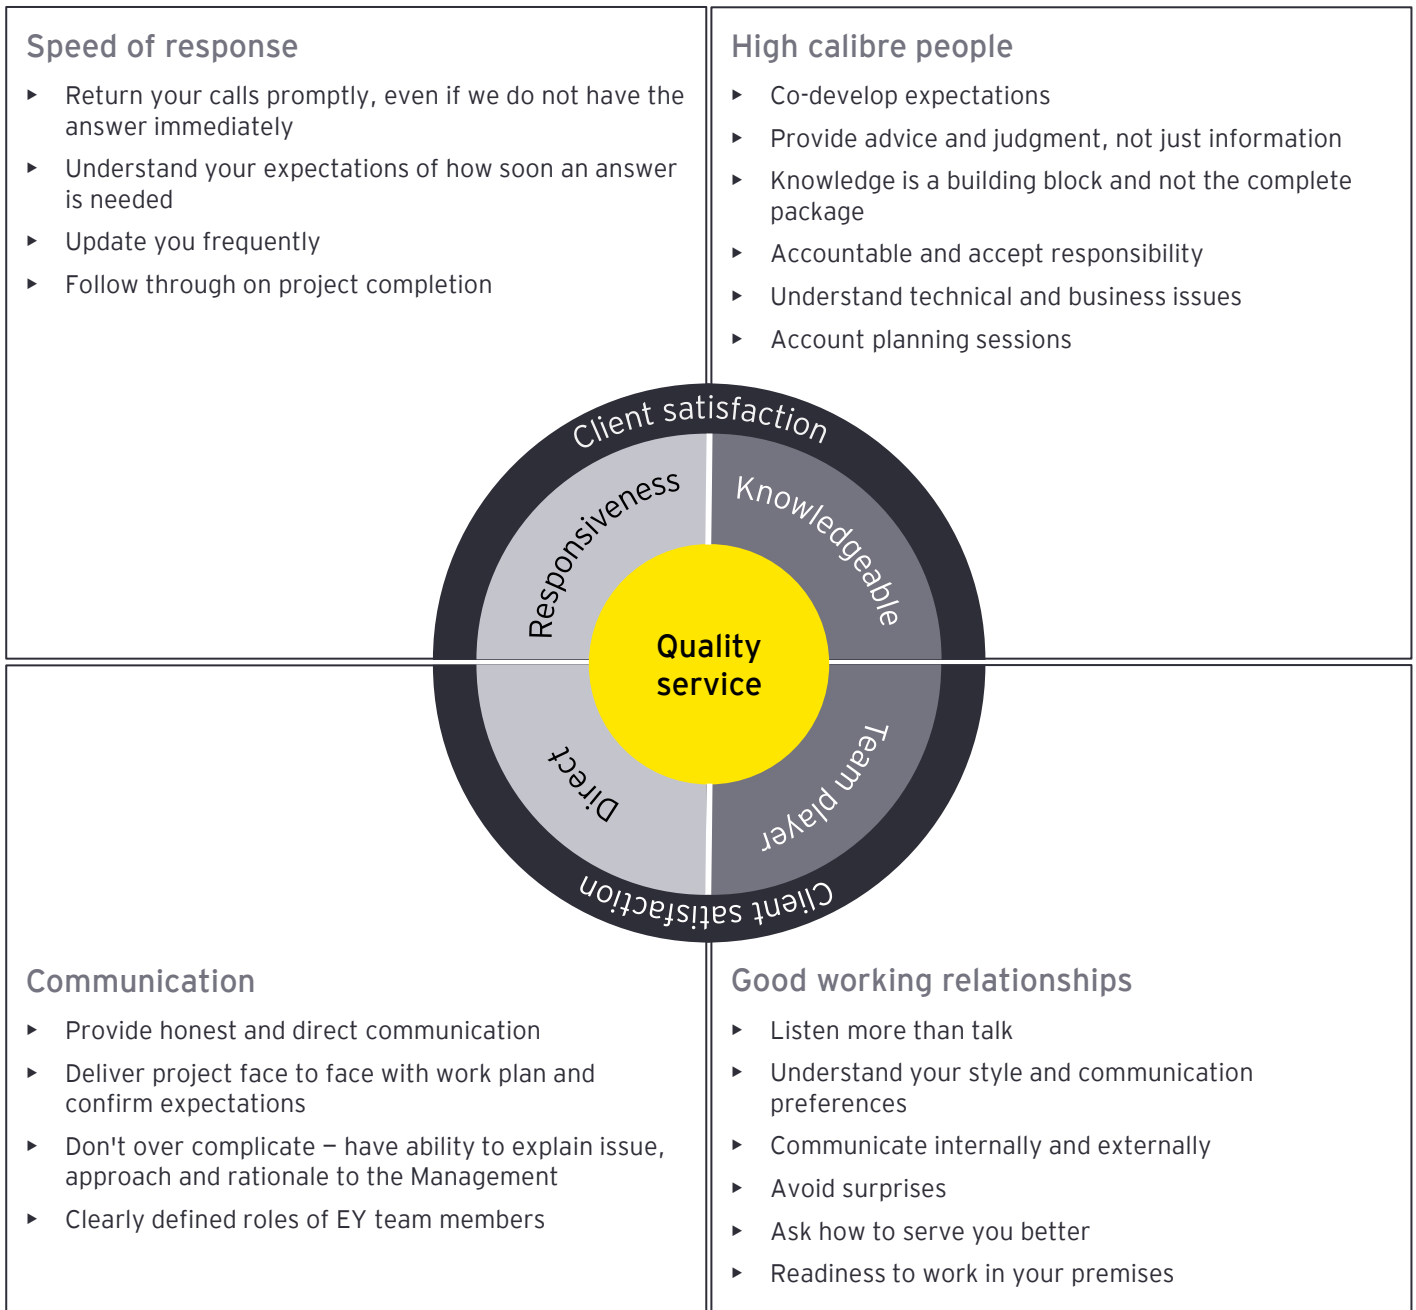 Speed of response
▸ Return your calls promptly, even if we do not have the
answer immediately
▸ Understand your expectations of how soon an answer
is needed
▸ Update you frequently
▸ Follow through on project completion
High calibre people
▸ Co-develop expectations
▸ Provide advice and judgment, not just information
▸ Knowledge is a building block and not the complete
package
▸ Accountable and accept responsibility
▸ Understand technical and business issues
▸ Account planning sessions
Client satisfaction
Responsiveness
Knowledgeable
Quality
service
Direct
Team player
Client satisfaction
Communication
▸ Provide honest and direct communication
▸ Deliver project face to face with work plan and
confirm expectations
▸ Don't over complicate — have ability to explain issue,
approach and rationale to the Management
▸ Clearly defined roles of EY team members
Good working relationships
▸ Listen more than talk
▸ Understand your style and communication
preferences
▸ Communicate internally and externally
▸ Avoid surprises
▸ Ask how to serve you better
▸ Readiness to work in your premises